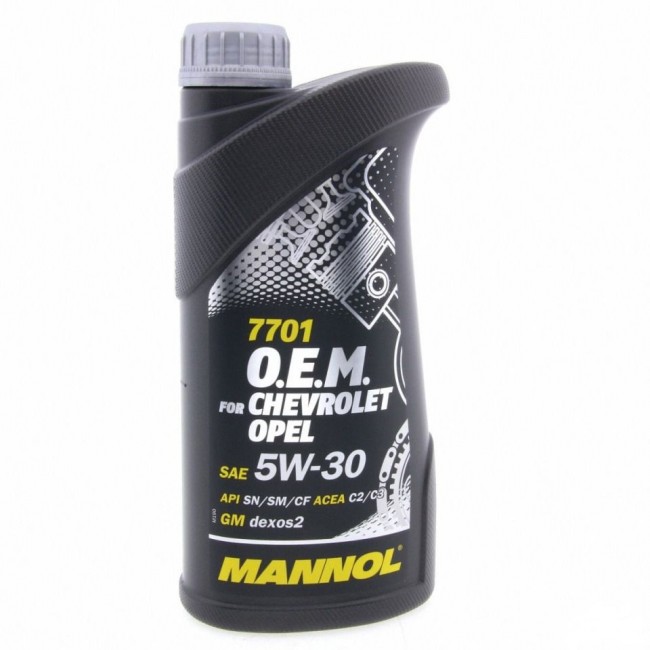 7701
O.E.M.
FOR CHEVROLET
OPEL
SAE 5W-30
API SN/SM/CF ACEA C2/C3
GM dexos2
MANNOL®